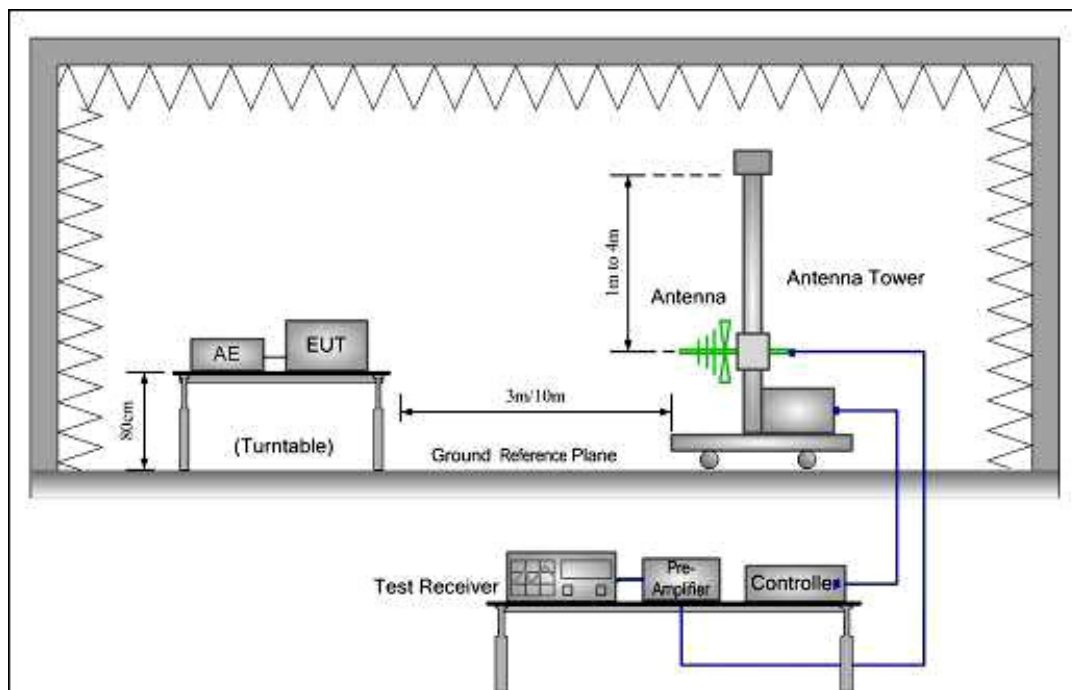 1m to 4m
Antenna Tower
Antenna
AE
EUT
80cm
3m/10m
(Turntable)
Ground Reference Plane
Test Receiver
Pre-
Amplifier
Controller